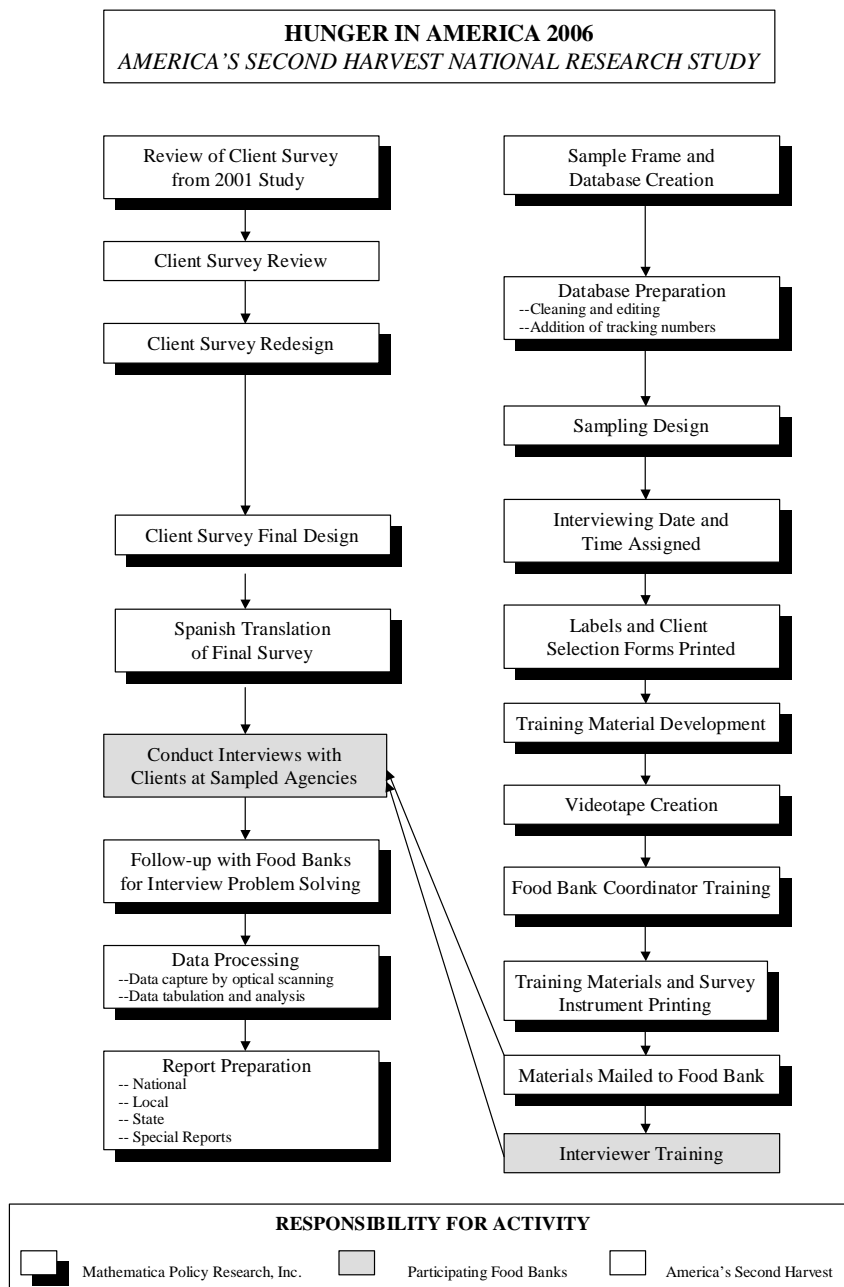 HUNGER IN AMERICA 2006
AMERICA'S SECOND HARVEST NATIONAL RESEARCH STUDY
Review of Client Survey
from 2001 Study
Client Survey Review
Client Survey Redesign
Client Survey Final Design
Spanish Translation
of Final Survey
Conduct Interviews with
Clients at Sampled Agencies
Follow-up with Food Banks
for Interview Problem Solving
Data Processing
--Data capture by optical scanning
--Data tabulation and analysis
Report Preparation
-- National
-- Local
-- State
-- Special Reports
Sample Frame and
Database Creation
Database Preparation
--Cleaning and editing
--Addition of tracking numbers
Sampling Design
Interviewing Date and
Time Assigned
Labels and Client
Selection Forms Printed
Training Material Development
Videotape Creation
Food Bank Coordinator Training
Training Materials and Survey
Instrument Printing
Materials Mailed to Food Bank
Interviewer Training
RESPONSIBILITY FOR ACTIVITY
Mathematica Policy Research, Inc.
Participating Food Banks
America's Second Harvest